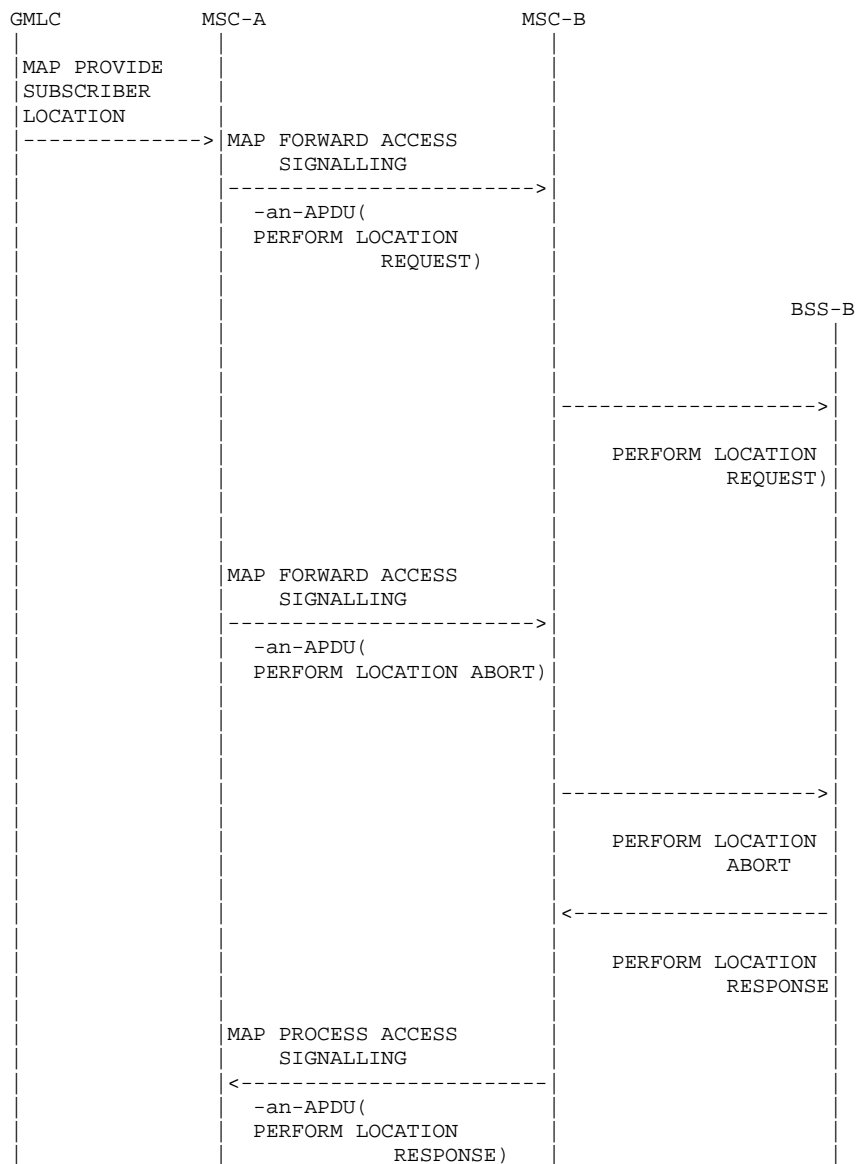 GMLC MSC-A MSC-B
MAP PROVIDE
SUBSCRIBER
LOCATION
MAP FORWARD ACCESS
SIGNALLING
-an-APDU(
PERFORM LOCATION
REQUEST)
BSS-B
PERFORM LOCATION
REQUEST)
MAP FORWARD ACCESS
SIGNALLING
-an-APDU(
PERFORM LOCATION ABORT)
PERFORM LOCATION
ABORT
PERFORM LOCATION
RESPONSE
MAP PROCESS ACCESS
SIGNALLING
-an-APDU(
PERFORM LOCATION
RESPONSE)